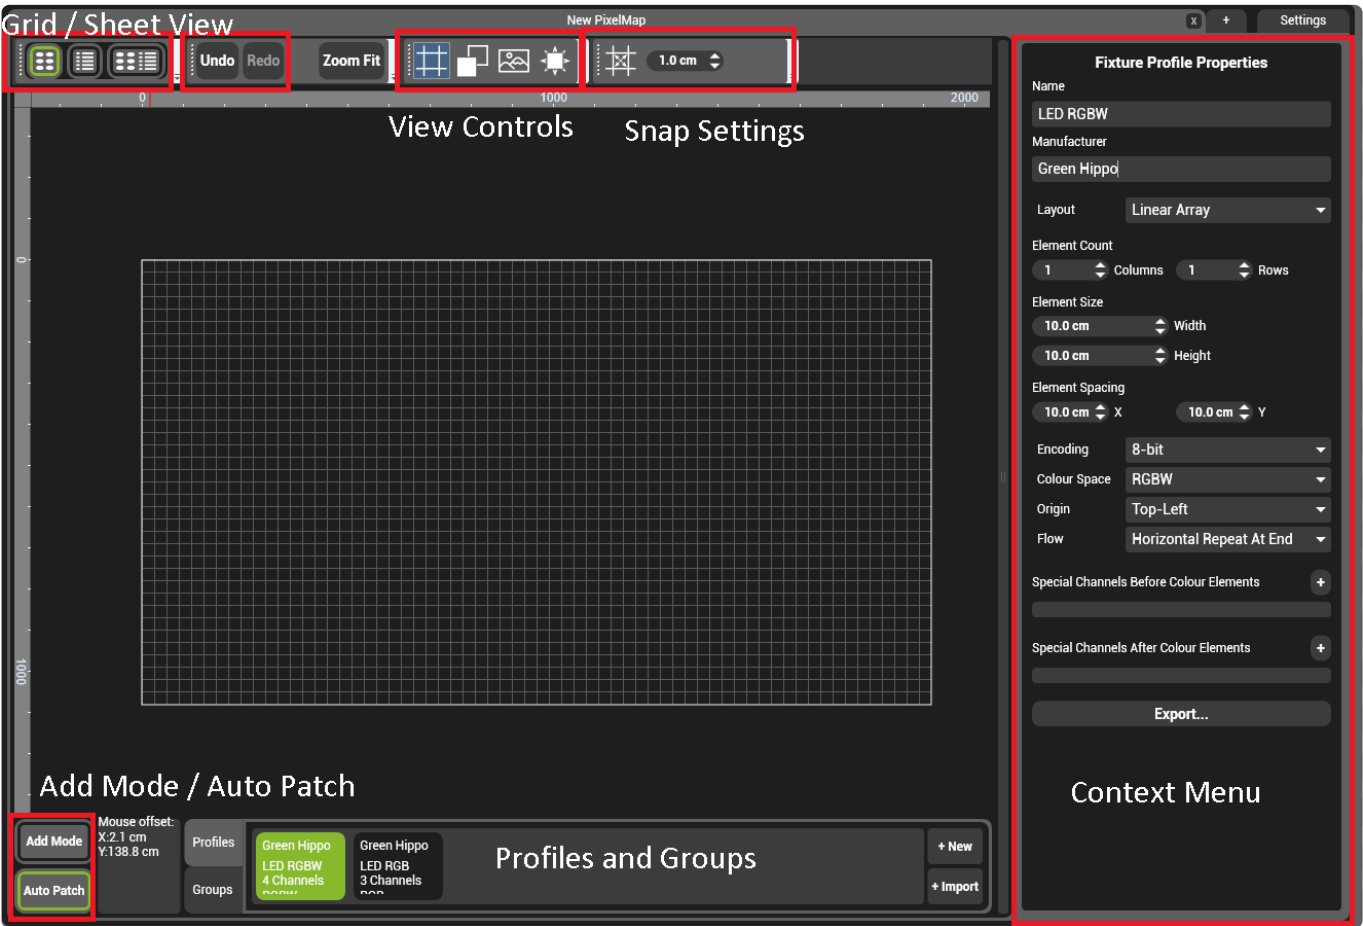 New PixelMap
x
+
Settings
Grid / Sheet View
Undo
Redo
Zoom Fit
1.0 cm
0
1000
2000
View Controls
Snap Settings
0
1000
Fixture Profile Properties
Name
LED RGBW
Manufacturer
Green Hippo
Layout
Linear Array
Element Count
1
Columns
1
Rows
Element Size
10.0 cm
Width
10.0 cm
Height
Element Spacing
10.0 cm
X
10.0 cm
Y
Encoding
8-bit
Colour Space
RGBW
Origin
Top-Left
Flow
Horizontal Repeat At End
Special Channels Before Colour Elements
+
Special Channels After Colour Elements
+
Export...
Context Menu
Add Mode / Auto Patch
Add Mode
Auto Patch
Mouse offset:
X:2.1 cm
Y:138.8 cm
Profiles
Groups
Green Hippo
LED RGBW
4 Channels
RGBW
Green Hippo
LED RGB
3 Channels
RGB
Profiles and Groups
+ New
+ Import